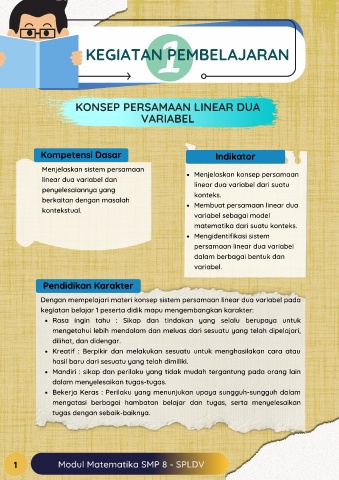 KEGIATAN PEMBELAJARAN
1
KONSEP PERSAMAAN LINEAR DUA
VARIABEL
Kompetensi Dasar
Menjelaskan sistem persamaan
linear dua variabel dan
penyelesaiannya yang
berkaitan dengan masalah
kontekstual.
Indikator
• Menjelaskan konsep persamaan
linear dua variabel dari suatu
konteks.
• Membuat persamaan linear dua
variabel sebagai model
matematika dari suatu konteks.
• Mengidentifikasi sistem
persamaan linear dua variabel
dalam berbagai bentuk dan
variabel.
Pendidikan Karakter
Dengan mempelajari materi konsep sistem persamaan linear dua variabel pada
kegiatan belajar 1 peserta didik mapu mengembangkan karakter:
• Rasa ingin tahu : Sikap dan tindakan yang selalu berupaya untuk
mengetahui lebih mendalam dan meluas dari sesuatu yang telah dipelajari,
dilihat, dan didengar.
• Kreatif : Berpikir dan melakukan sesuatu untuk menghasilakan cara atau
hasil baru dari sesuatu yang telah dimiliki.
• Mandiri : sikap dan perilaku yang tidak mudah tergantung pada orang lain
dalam menyelesaikan tugas-tugas.
• Bekerja Keras : Perilaku yang menunjukan upaya sungguh-sungguh dalam
mengatasi berbagai hambatan belajar dan tugas, serta menyelesaikan
tugas dengan sebaik-baiknya.
1
Modul Matematika SMP 8 - SPLDV